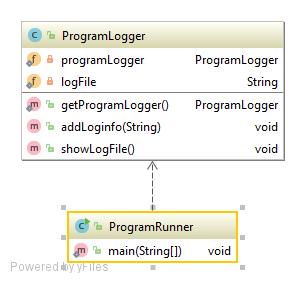 ProgramLogger
programLogger ProgramLogger
logFile String
getProgramLogger() ProgramLogger
addLoginfo(String) void
showLogFile() void
ProgramRunner
main(String[]) void
Powered by yFiles